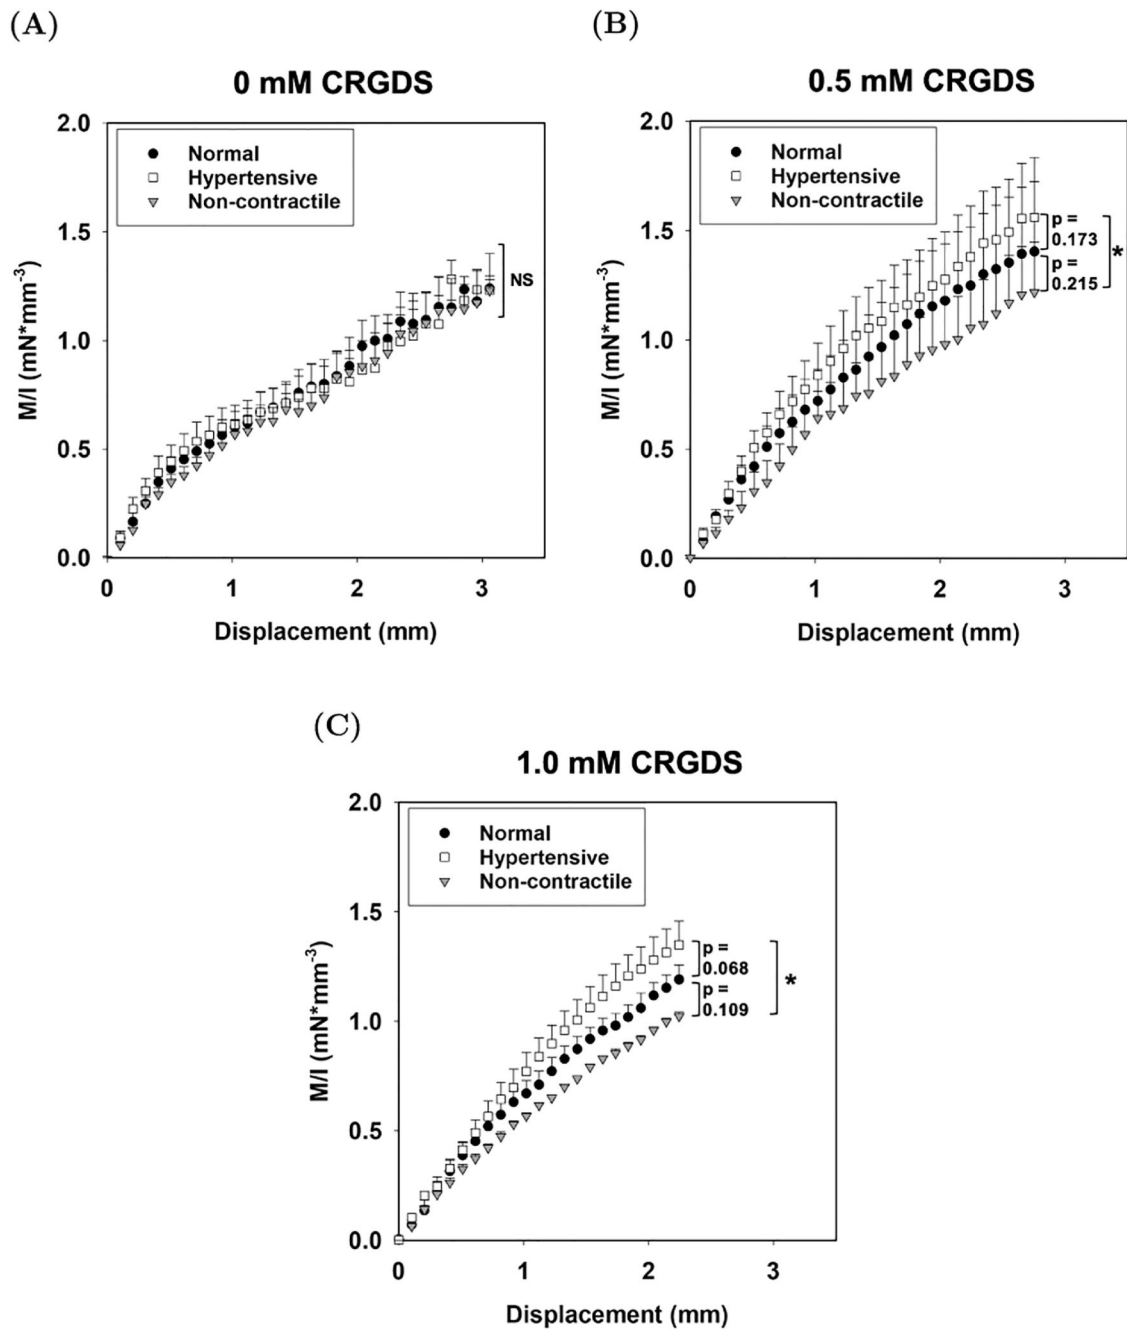 (A)
0 mM CRGDS
2.0
1.5
1.0
0.5
0.0
M/I (mN*mm-3)
Normal
Hypertensive
Non-contractile
NS
0 1 2 3
Displacement (mm)
(B)
0.5 mM CRGDS
2.0
1.5
1.0
0.5
0.0
M/I (mN*mm-3)
Normal
Hypertensive
Non-contractile
p =
0.173
p =
0.215
*
0 1 2 3
Displacement (mm)
(C)
1.0 mM CRGDS
2.0
1.5
1.0
0.5
0.0
M/I (mN*mm-3)
Normal
Hypertensive
Non-contractile
p =
0.068
p =
0.109
*
0 1 2 3
Displacement (mm)